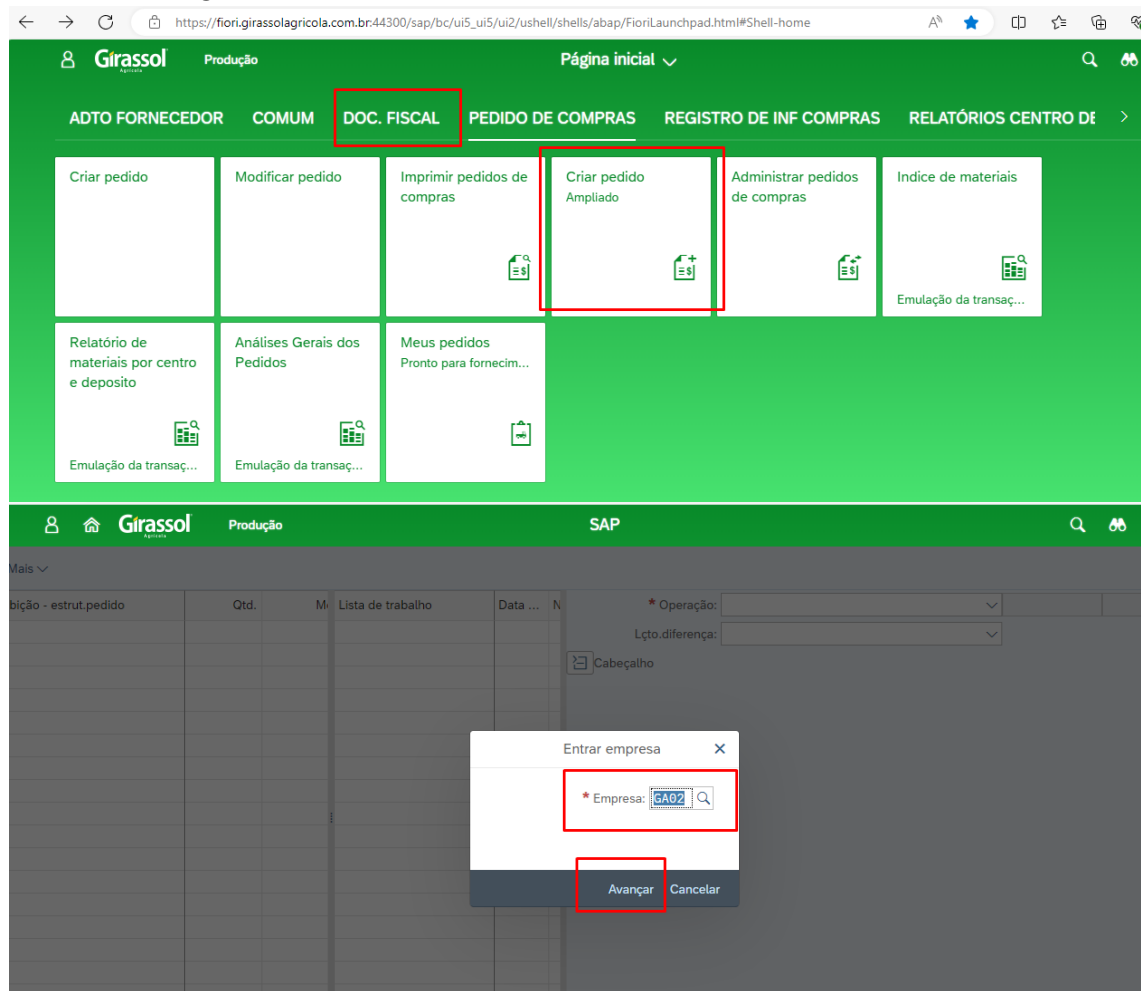 https://fiori.girassolagricola.com.br:44300/sap/bc/ui5_ui5/ui2/ushell/shells/abap/FioriLaunchpad.html#Shell-home
Girassol Produção Página inicial
Agrícola
ADTO FORNECEDOR COMUM DOC. FISCAL PEDIDO DE COMPRAS REGISTRO DE INF COMPRAS RELATÓRIOS CENTRO DE
Criar pedido
Modificar pedido
Imprimir pedidos de
compras
Criar pedido
Ampliado
Administrar pedidos
de compras
Indice de materiais
Emulação da transaç...
Relatório de
materiais por centro
e deposito
Emulação da transaç...
Análises Gerais dos
Pedidos
Emulação da transaç...
Meus pedidos
Pronto para fornecim...
Girassol Produção SAP
Agrícola
Mais
bição - estrut.pedido Qtd. M Lista de trabalho Data ... N * Operação:
Lçto.diferença:
Cabeçalho
Entrar empresa
* Empresa: GA02
Avançar Cancelar